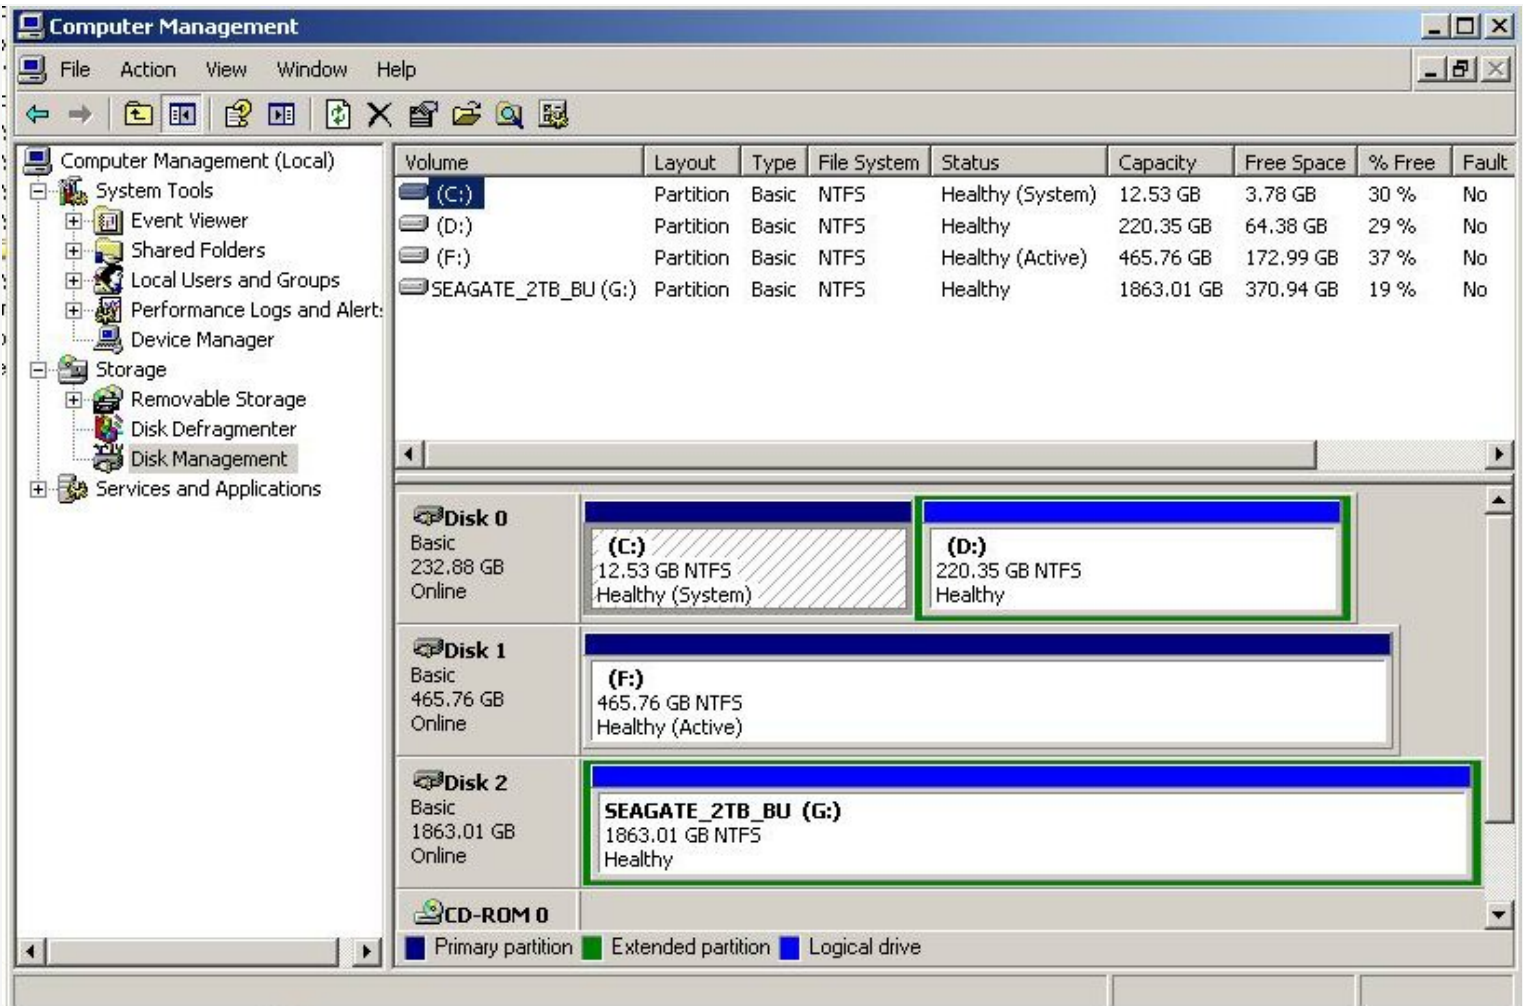 Computer Management
File Action View Window Help
Computer Management (Local)
System Tools
Event Viewer
Shared Folders
Local Users and Groups
Performance Logs and Alert
Device Manager
Storage
Removable Storage
Disk Defragmenter
Disk Management
Services and Applications
Volume Layout Type File System Status Capacity Free Space % Free Fault
(C:) Partition Basic NTFS Healthy (System) 12.53 GB 3.78 GB 30 % No
(D:) Partition Basic NTFS Healthy 220.35 GB 64.38 GB 29 % No
(F:) Partition Basic NTFS Healthy (Active) 465.76 GB 172.99 GB 37 % No
SEAGATE_2TB_BU (G:) Partition Basic NTFS Healthy 1863.01 GB 370.94 GB 19 % No
Disk 0
Basic
232.88 GB
Online
(C:)
12.53 GB NTFS
Healthy (System)
(D:)
220.35 GB NTFS
Healthy
Disk 1
Basic
465.76 GB
Online
(F:)
465.76 GB NTFS
Healthy (Active)
Disk 2
Basic
1863.01 GB
Online
SEAGATE_2TB_BU (G:)
1863.01 GB NTFS
Healthy
CD-ROM 0
Primary partition Extended partition Logical drive